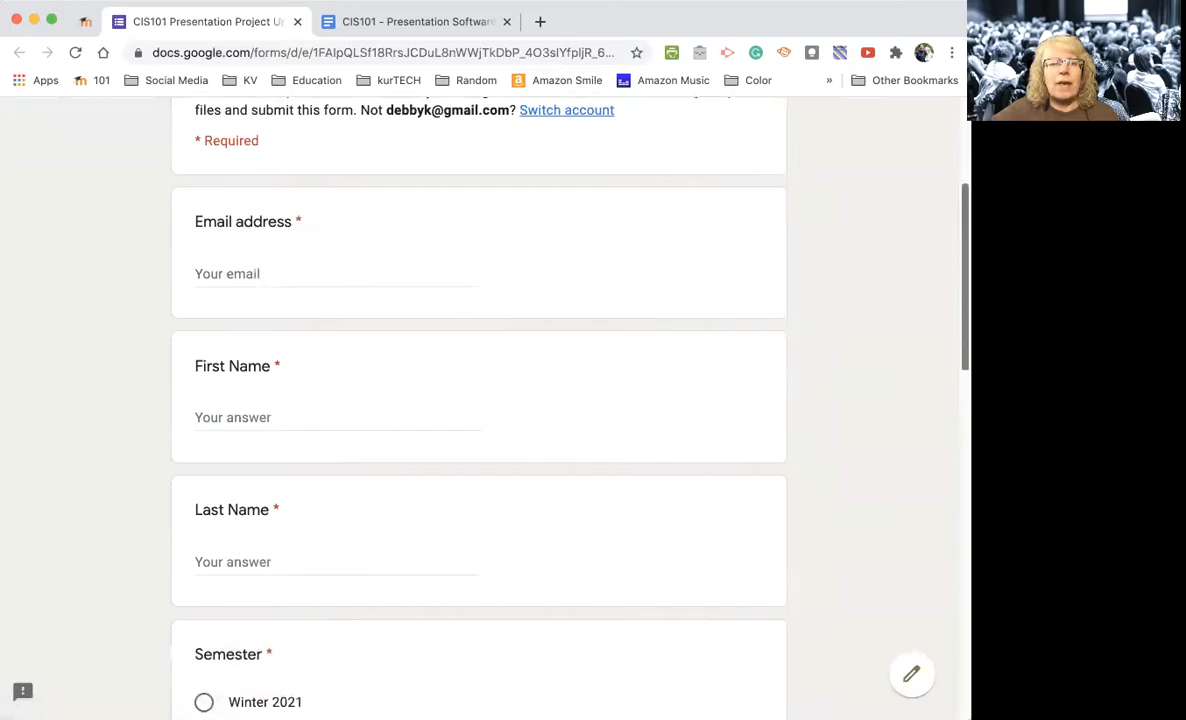 CIS101 Presentation Project Up
CIS101 - Presentation Software
docs.google.com/forms/d/e/1FAIpQLSf18RrsJCDuL8nWWjTkDbP_4O3slYfpljR_6...
Apps
101
Social Media
KV
Education
kurTECH
Random
Amazon Smile
Amazon Music
Color
»
Other Bookmarks
files and submit this form. Not debbyk@gmail.com? Switch account
* Required
Email address *
Your email
First Name *
Your answer
Last Name *
Your answer
Semester *
Winter 2021